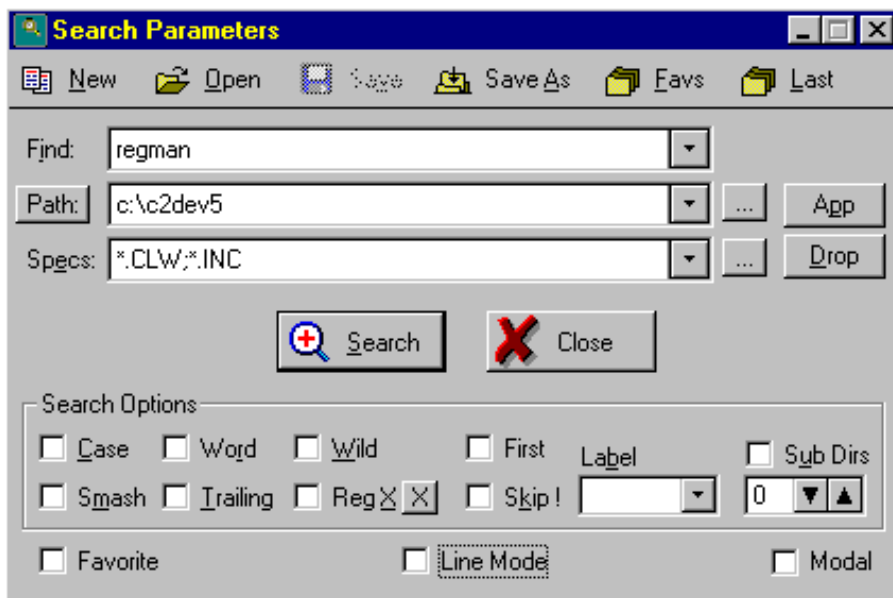 Search Parameters
New Open Save Save As Favs Last
Find: regman
Path: c:\c2dev5 ... App
Specs: *.CLW;*.INC ... Drop
Search Close
Search Options
Case Word Wild First Label Sub Dirs
Smash Trailing Reg X X Skip ! 0
Favorite Line Mode Modal